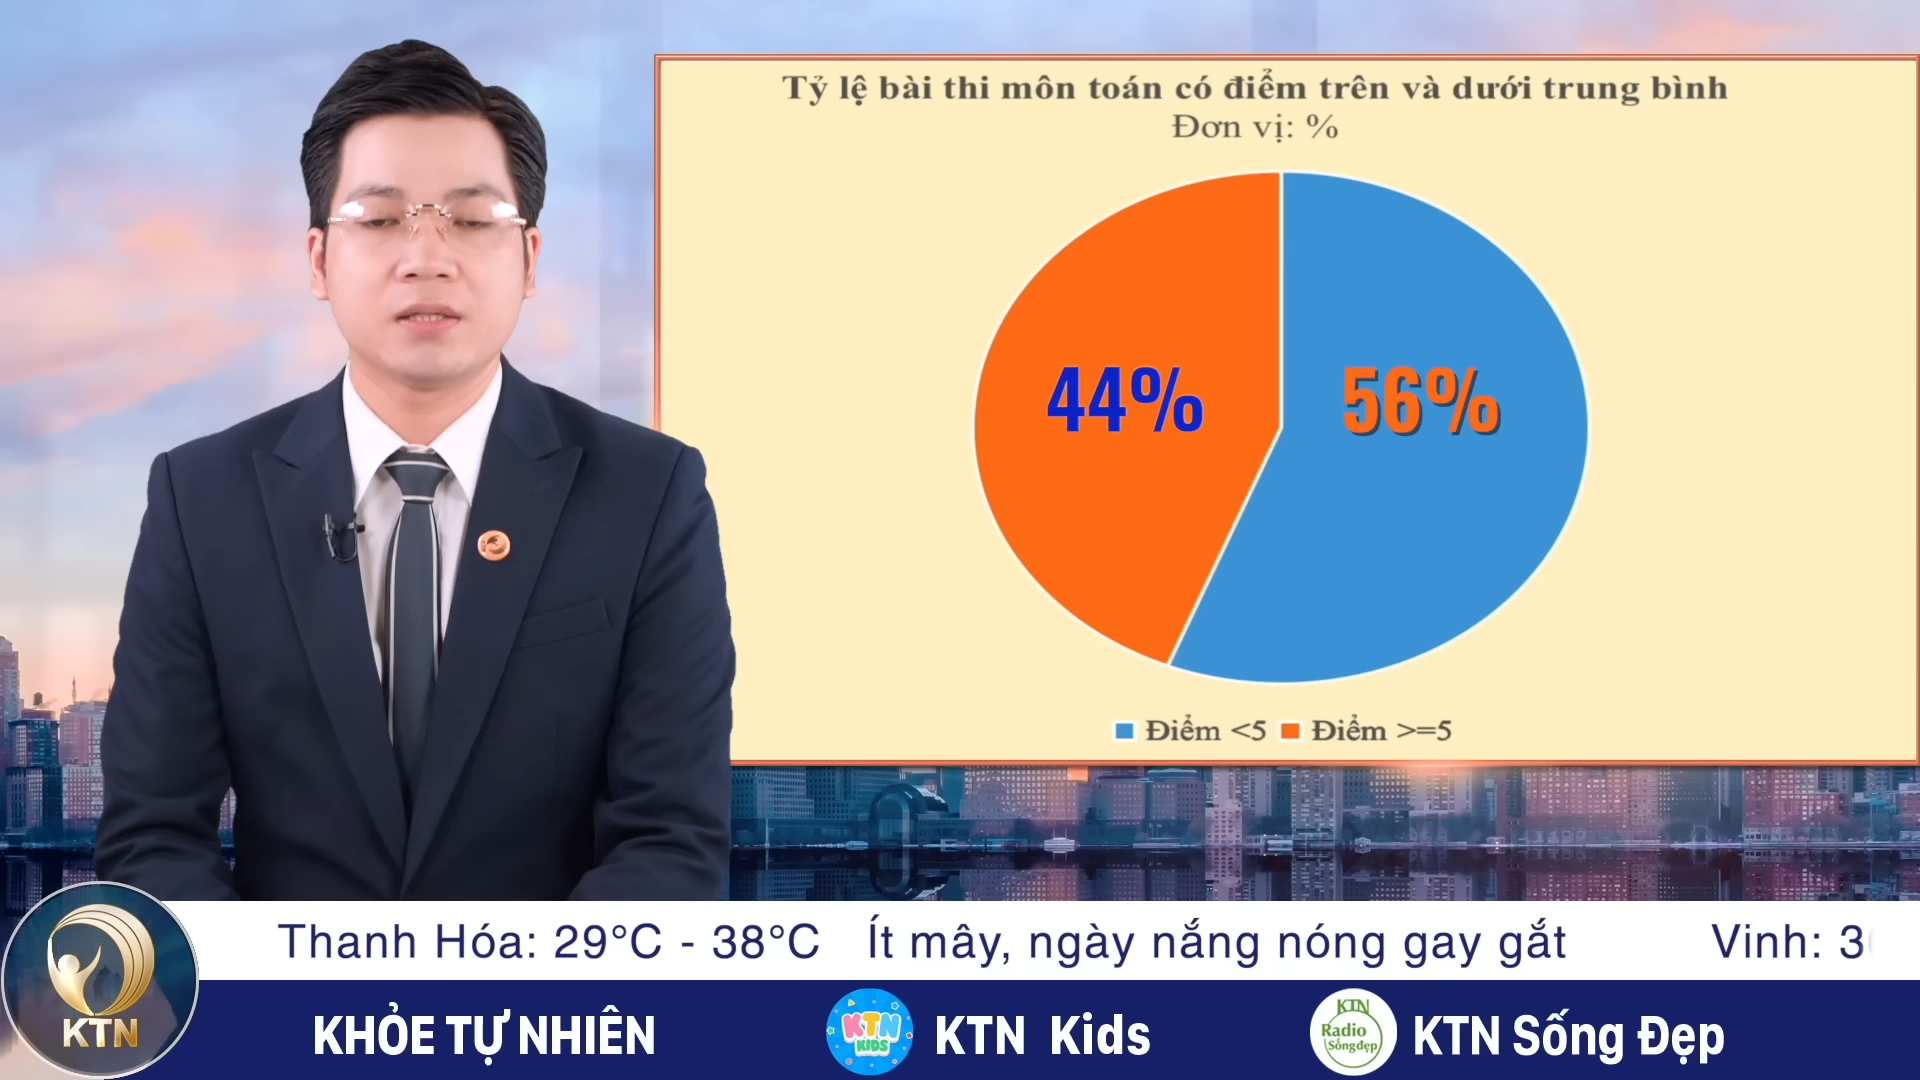 Tỷ lệ bài thi môn toán có điểm trên và dưới trung bình
Đơn vị: %
44%
56%
Điểm <5 Điểm >=5
Thanh Hóa: 29°C - 38°C Ít mây, ngày nắng nóng gay gắt Vinh: 3
KTN
KHỎE TỰ NHIÊN
KTN KIDS
KTN Kids
KTN
Radio
Sống đẹp
KTN Sống Đẹp